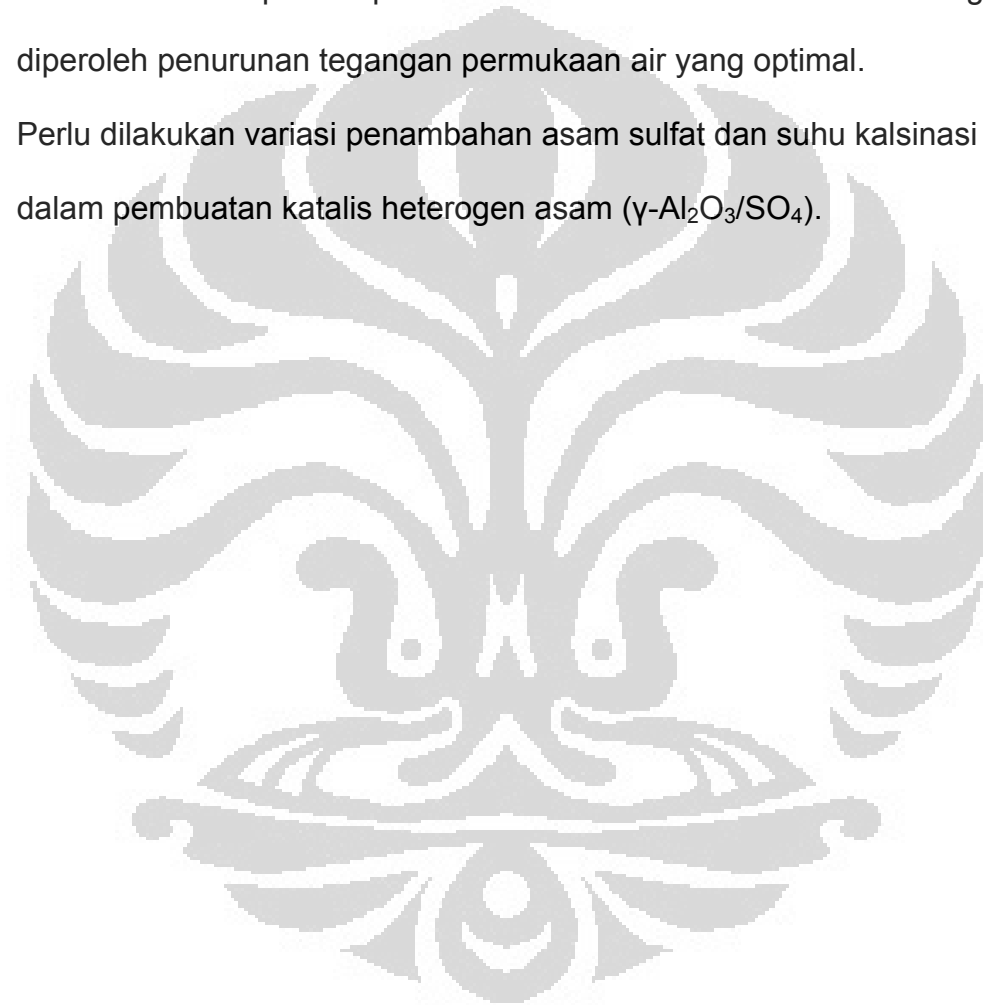 diperoleh penurunan tegangan permukaan air yang optimal.
Perlu dilakukan variasi penambahan asam sulfat dan suhu kalsinasi
dalam pembuatan katalis heterogen asam (γ-Al₂O₃/SO₄).